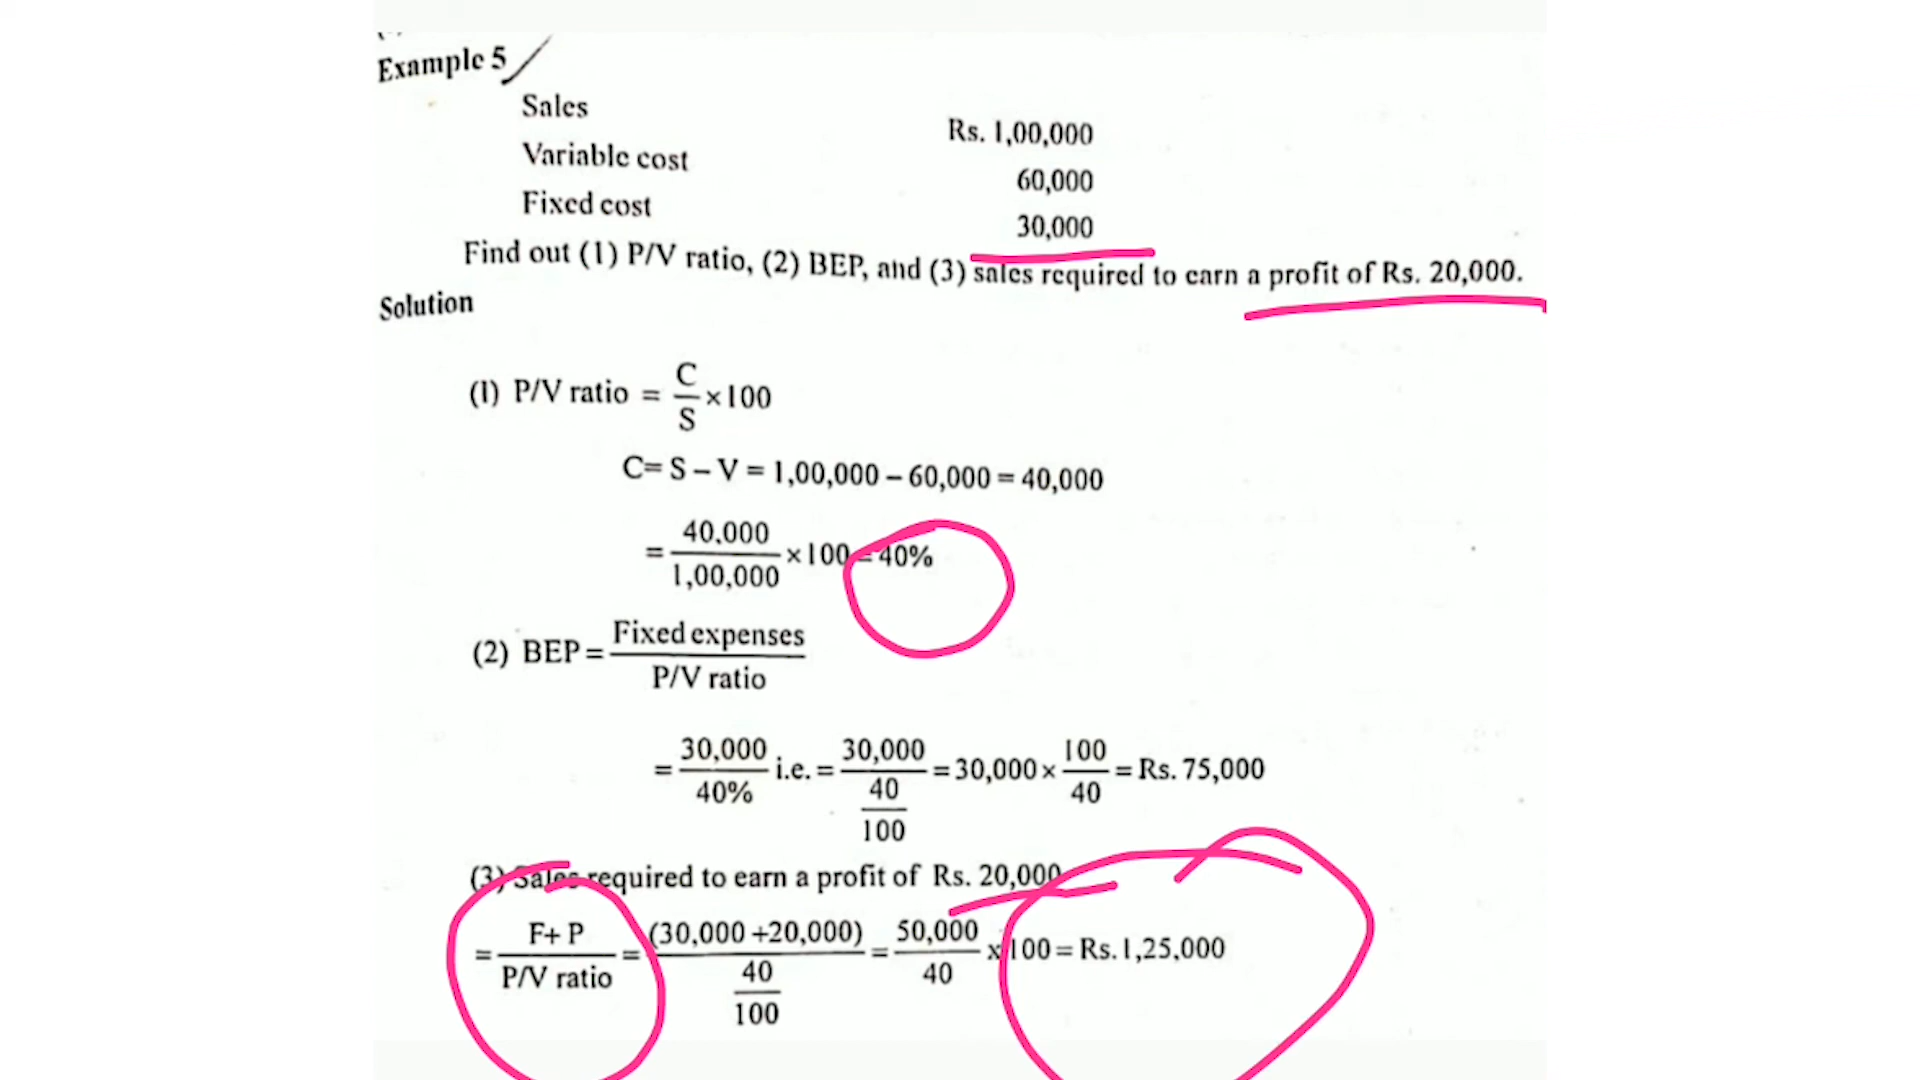 Example 5
Sales Rs. 1,00,000
Variable cost 60,000
Fixed cost 30,000
Find out (1) P/V ratio, (2) BEP, and (3) sales required to earn a profit of Rs. 20,000.
Solution
(1) P/V ratio = C/S ×100
C= S – V = 1,00,000 – 60,000 = 40,000
= 40,000/1,00,000 ×100 = 40%
(2) BEP = Fixed expenses/P/V ratio
= 30,000/40% i.e. = 30,000/(40/100) = 30,000 × 100/40 = Rs. 75,000
(3) Sales required to earn a profit of Rs. 20,000
= F+ P/P/V ratio = (30,000 +20,000)/(40/100) = 50,000/40 x 100 = Rs. 1,25,000